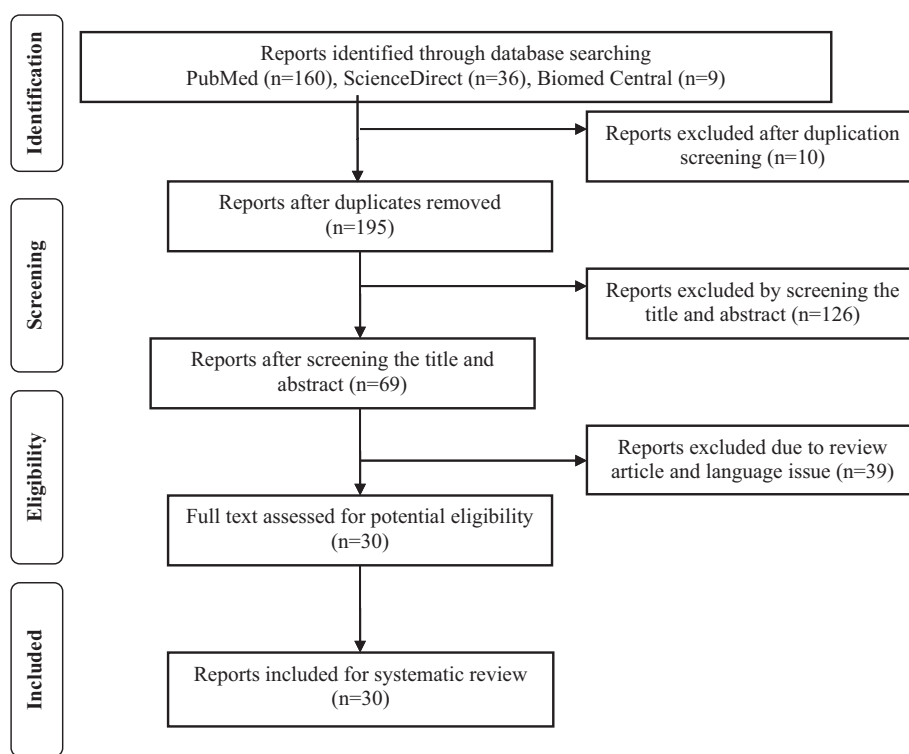 Identification
Reports identified through database searching
PubMed (n=160), ScienceDirect (n=36), Biomed Central (n=9)
Reports excluded after duplication
screening (n=10)
Screening
Reports after duplicates removed
(n=195)
Reports excluded by screening the
title and abstract (n=126)
Reports after screening the title and
abstract (n=69)
Eligibility
Reports excluded due to review
article and language issue (n=39)
Full text assessed for potential eligibility
(n=30)
Included
Reports included for systematic review
(n=30)